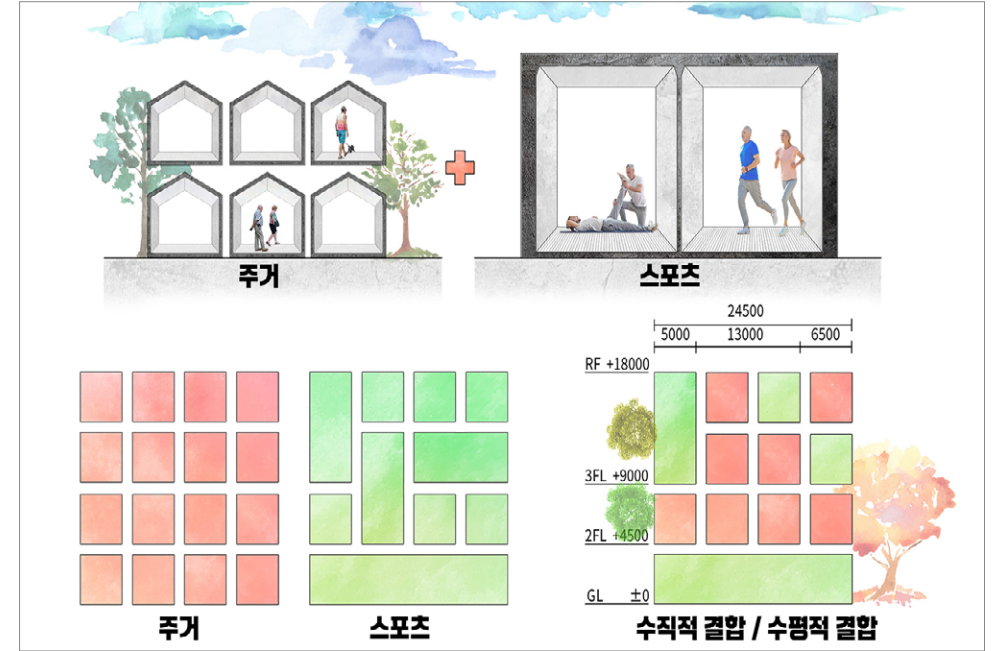 주거
스포츠
24500
5000 13000 6500
RF +18000
3FL +9000
2FL +4500
GL ±0
주거
스포츠
수직적 결합 / 수평적 결합